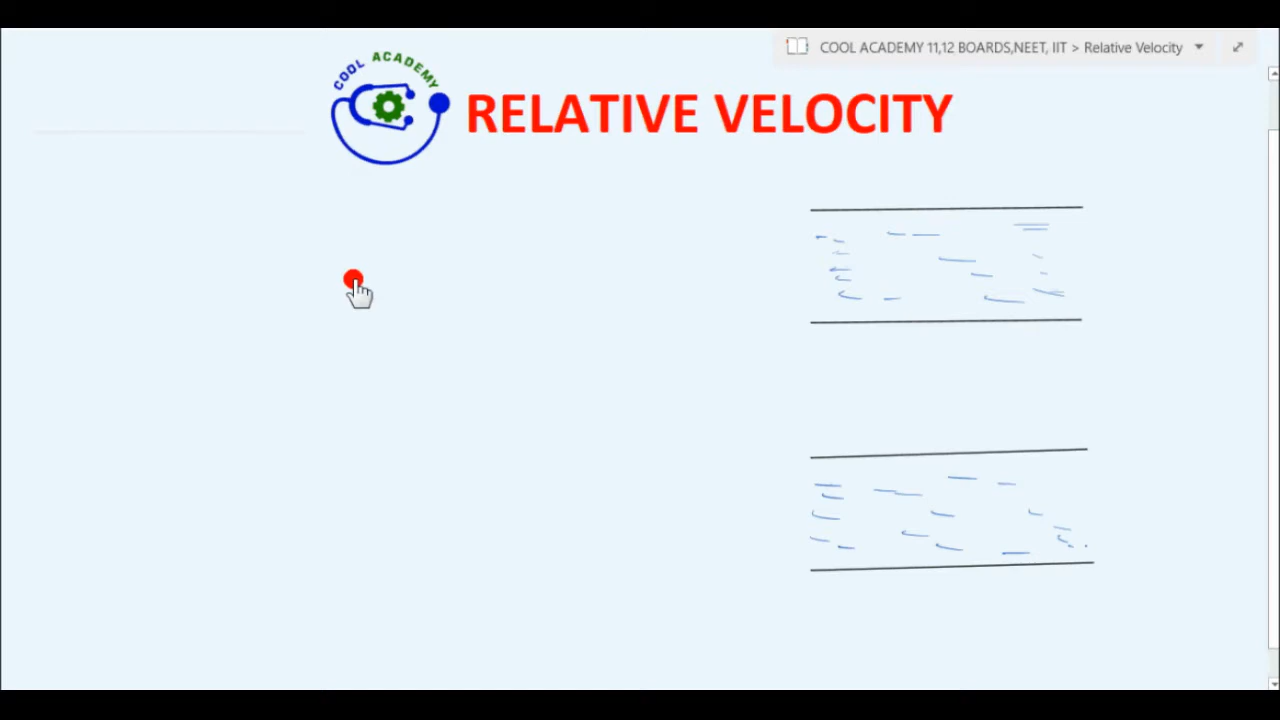 COOL ACADEMY 11,12 BOARDS,NEET, IIT > Relative Velocity
COOL ACADEMY
RELATIVE VELOCITY